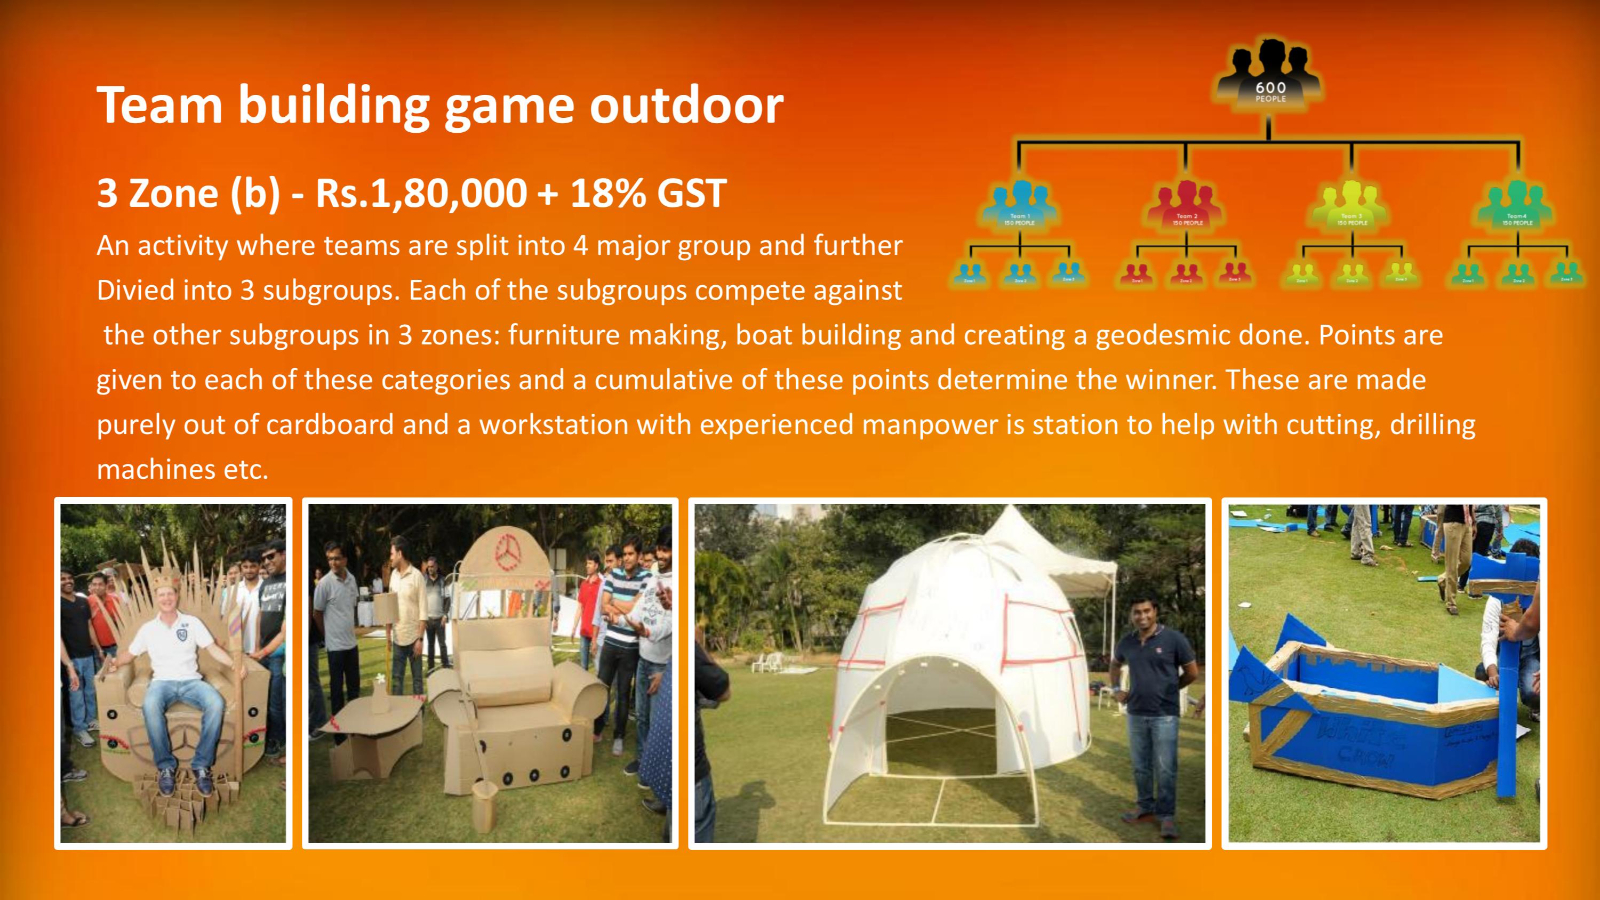 Team building game outdoor
600
PEOPLE
3 Zone (b) - Rs.1,80,000 + 18% GST
Team 1
150 PEOPLE
Team 2
150 PEOPLE
Team 3
150 PEOPLE
Team 4
150 PEOPLE
An activity where teams are split into 4 major group and further
Divied into 3 subgroups. Each of the subgroups compete against
the other subgroups in 3 zones: furniture making, boat building and creating a geodesmic done. Points are
given to each of these categories and a cumulative of these points determine the winner. These are made
purely out of cardboard and a workstation with experienced manpower is station to help with cutting, drilling
machines etc.